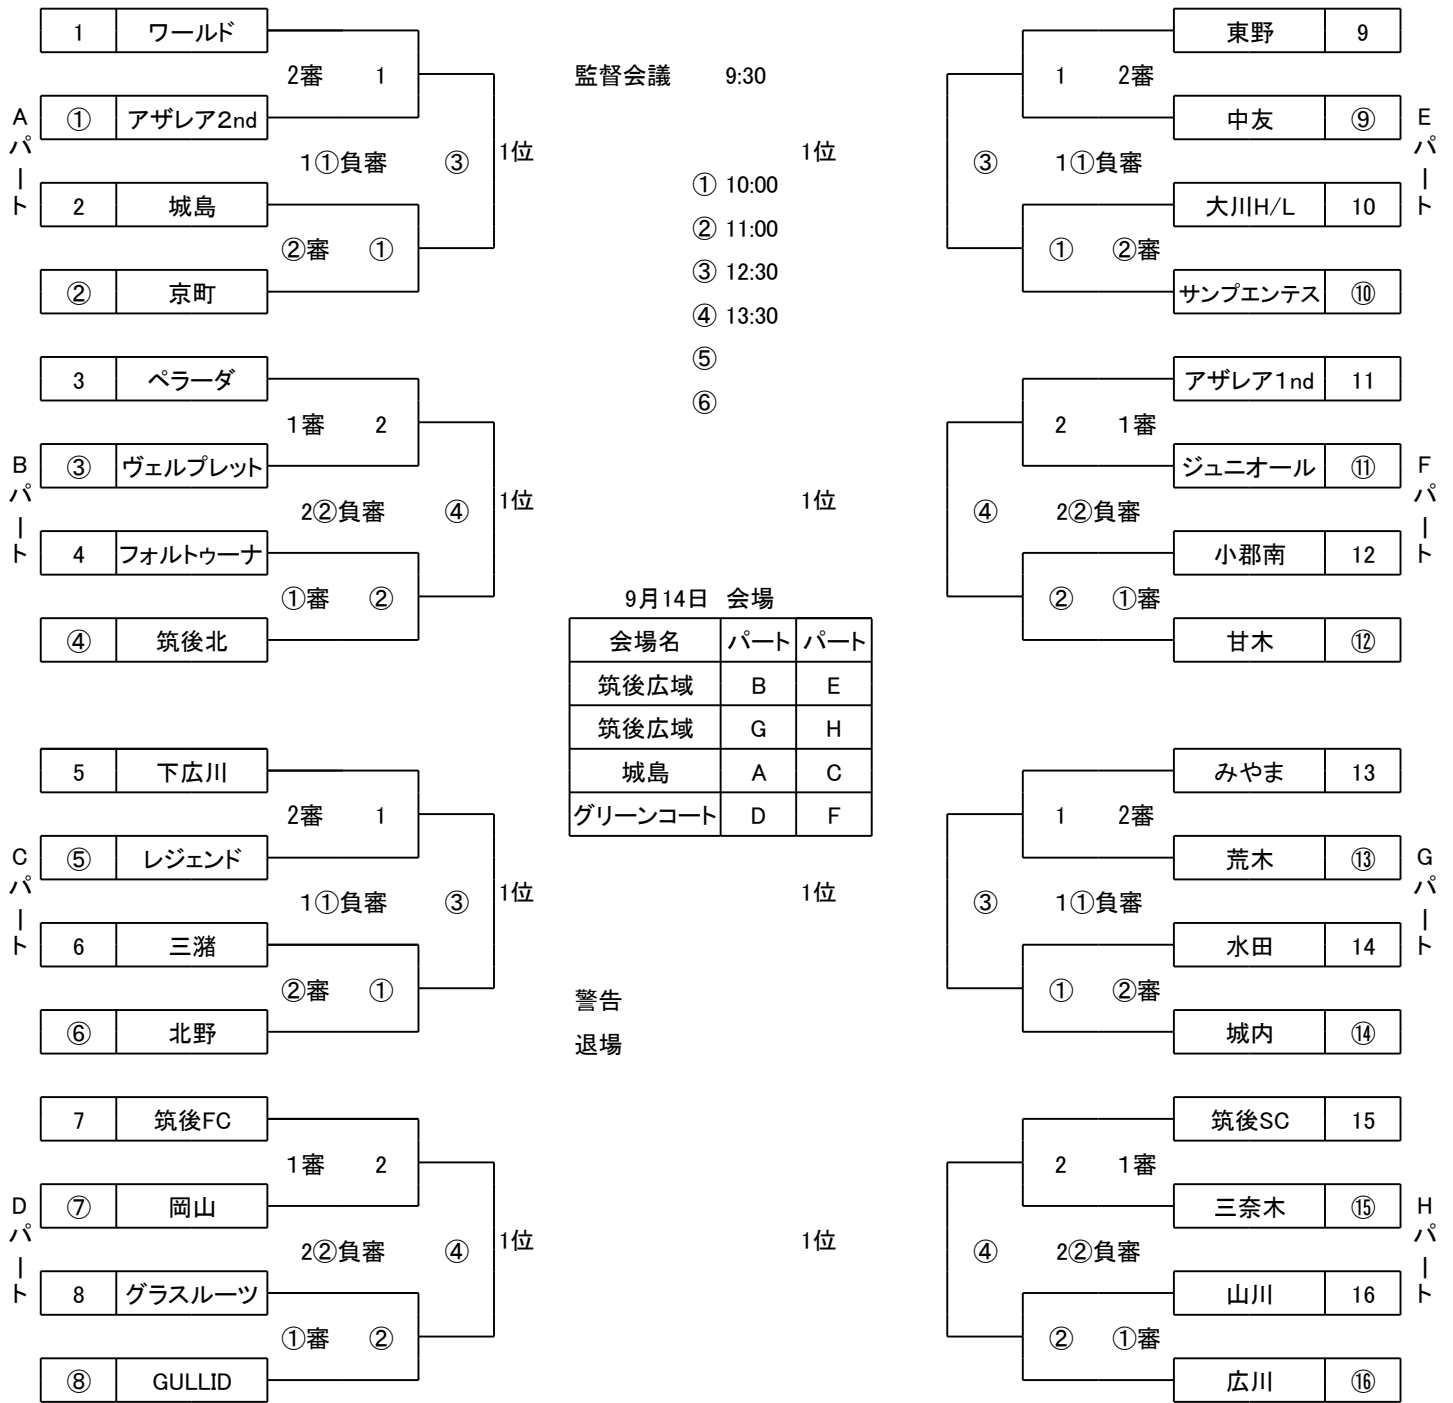 1 ワールド
2審 1
Aパート
① アザレア2nd
1①負審 ③ 1位
2 城島
②審 ①
② 京町
3 ペラーダ
1審 2
Bパート
③ ヴェルプレット
2②負審 ④ 1位
4 フォルトゥーナ
①審 ②
④ 筑後北
5 下広川
2審 1
Cパート
⑤ レジェンド
1①負審 ③ 1位
6 三潴
②審 ①
⑥ 北野
7 筑後FC
1審 2
Dパート
⑦ 岡山
2②負審 ④ 1位
8 グラスルーツ
①審 ②
⑧ GULLID
監督会議 9:30
① 10:00
② 11:00
③ 12:30
④ 13:30
⑤
⑥
9月14日 会場
会場名 パート パート
筑後広域 B E
筑後広域 G H
城島 A C
グリーンコート D F
警告
退場
東野 9
1 2審
中友 ⑨
Eパート
1位 ③ 1①負審
大川H/L 10
① ②審
サンプエンテス ⑩
アザレア1nd 11
2 1審
ジュニオール ⑪
Fパート
1位 ④ 2②負審
小郡南 12
② ①審
甘木 ⑫
みやま 13
1 2審
荒木 ⑬
Gパート
1位 ③ 1①負審
水田 14
① ②審
城内 ⑭
筑後SC 15
2 1審
三奈木 ⑮
Hパート
1位 ④ 2②負審
山川 16
② ①審
広川 ⑯